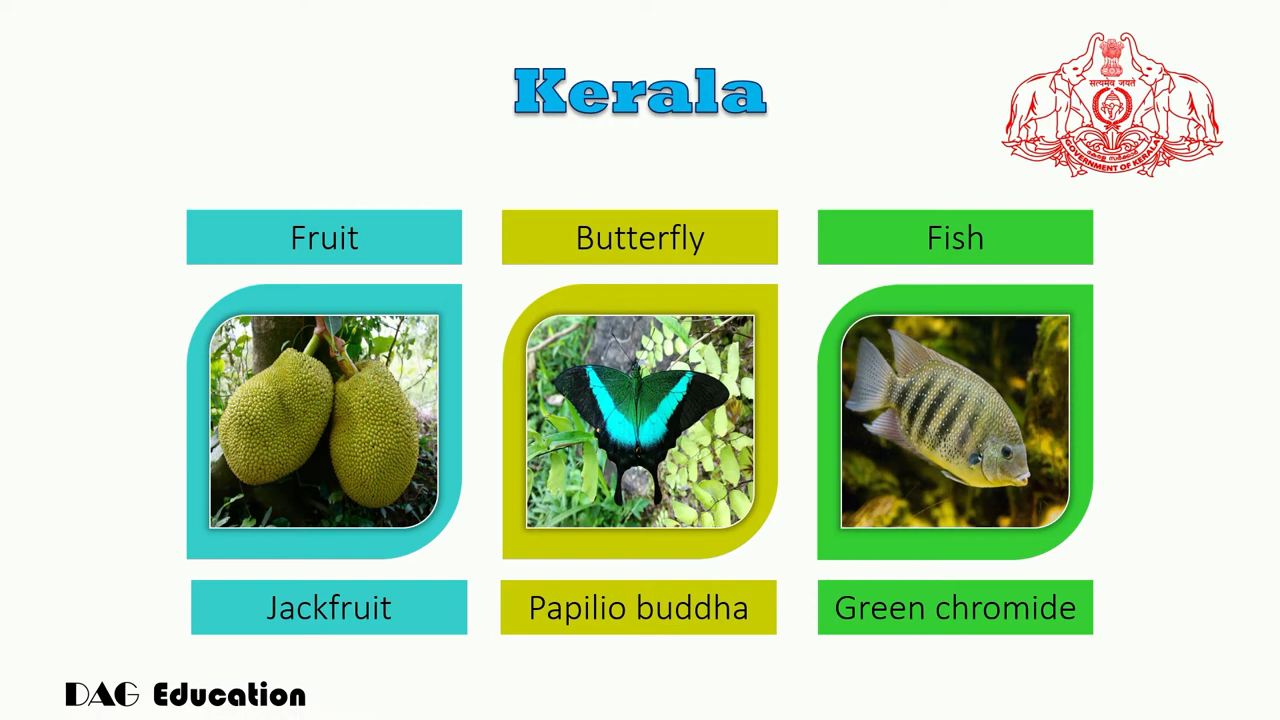 Kerala
सत्यमेव जयते
GOVERNMENT OF KERALA
Fruit
Butterfly
Fish
Jackfruit
Papilio buddha
Green chromide
DAG Education